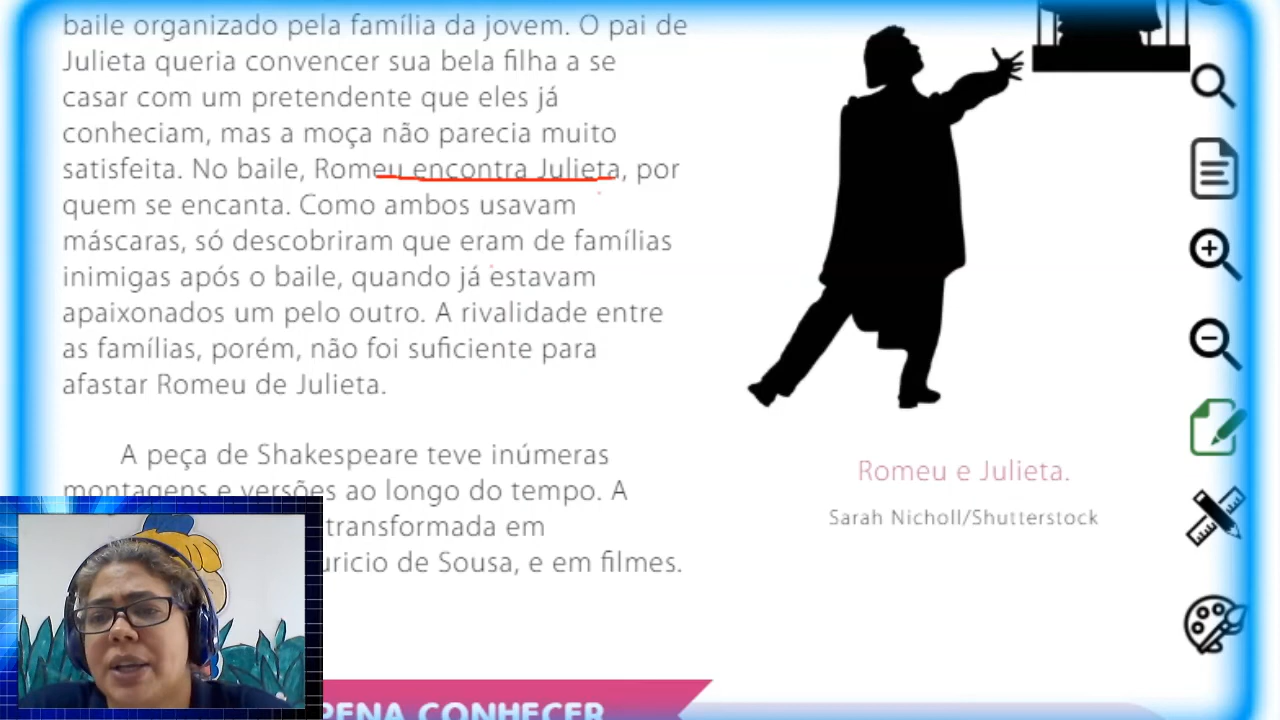 baile organizado pela família da jovem. O pai de
Julieta queria convencer sua bela filha a se
casar com um pretendente que eles já
conheciam, mas a moça não parecia muito
satisfeita. No baile, Romeu encontra Julieta, por
quem se encanta. Como ambos usavam
máscaras, só descobriram que eram de famílias
inimigas após o baile, quando já estavam
apaixonados um pelo outro. A rivalidade entre
as famílias, porém, não foi suficiente para
afastar Romeu de Julieta.
A peça de Shakespeare teve inúmeras
montagens e versões ao longo do tempo. A
transformada em
de Sousa, e em filmes.
Romeu e Julieta.
Sarah Nicholl/Shutterstock
CONHECER